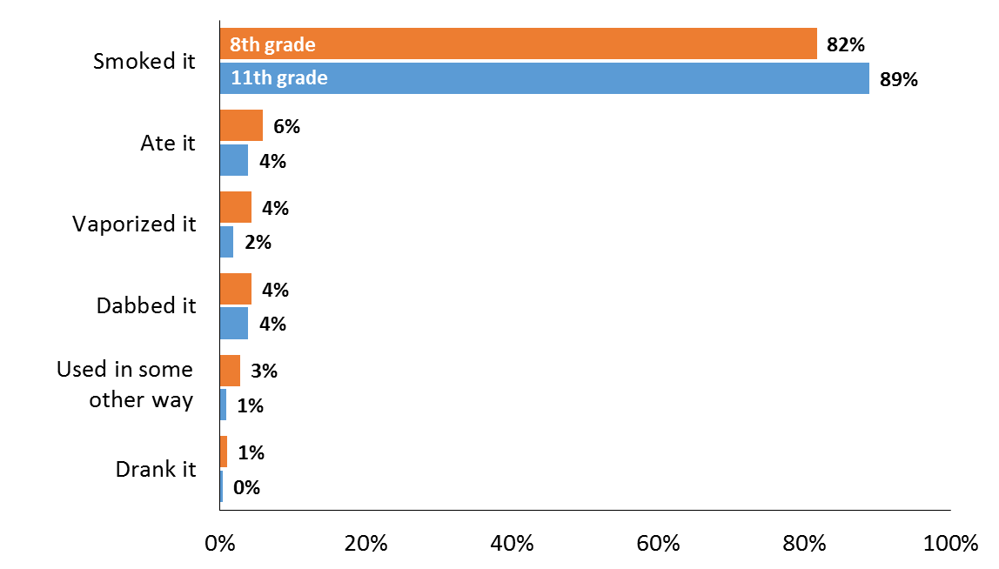 Smoked it
8th grade
82%
11th grade
89%
Ate it
6%
4%
Vaporized it
4%
2%
Dabbed it
4%
4%
Used in some
other way
3%
1%
Drank it
1%
0%
0% 20% 40% 60% 80% 100%